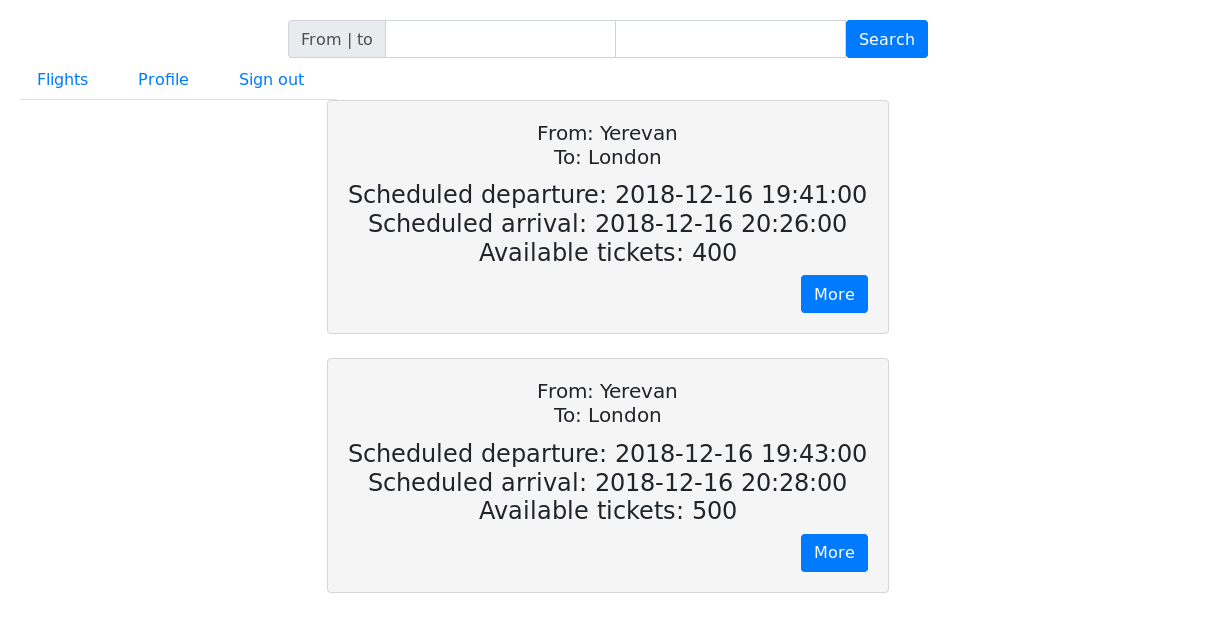 From | to
Search
Flights
Profile
Sign out
From: Yerevan
To: London
Scheduled departure: 2018-12-16 19:41:00
Scheduled arrival: 2018-12-16 20:26:00
Available tickets: 400
More
From: Yerevan
To: London
Scheduled departure: 2018-12-16 19:43:00
Scheduled arrival: 2018-12-16 20:28:00
Available tickets: 500
More